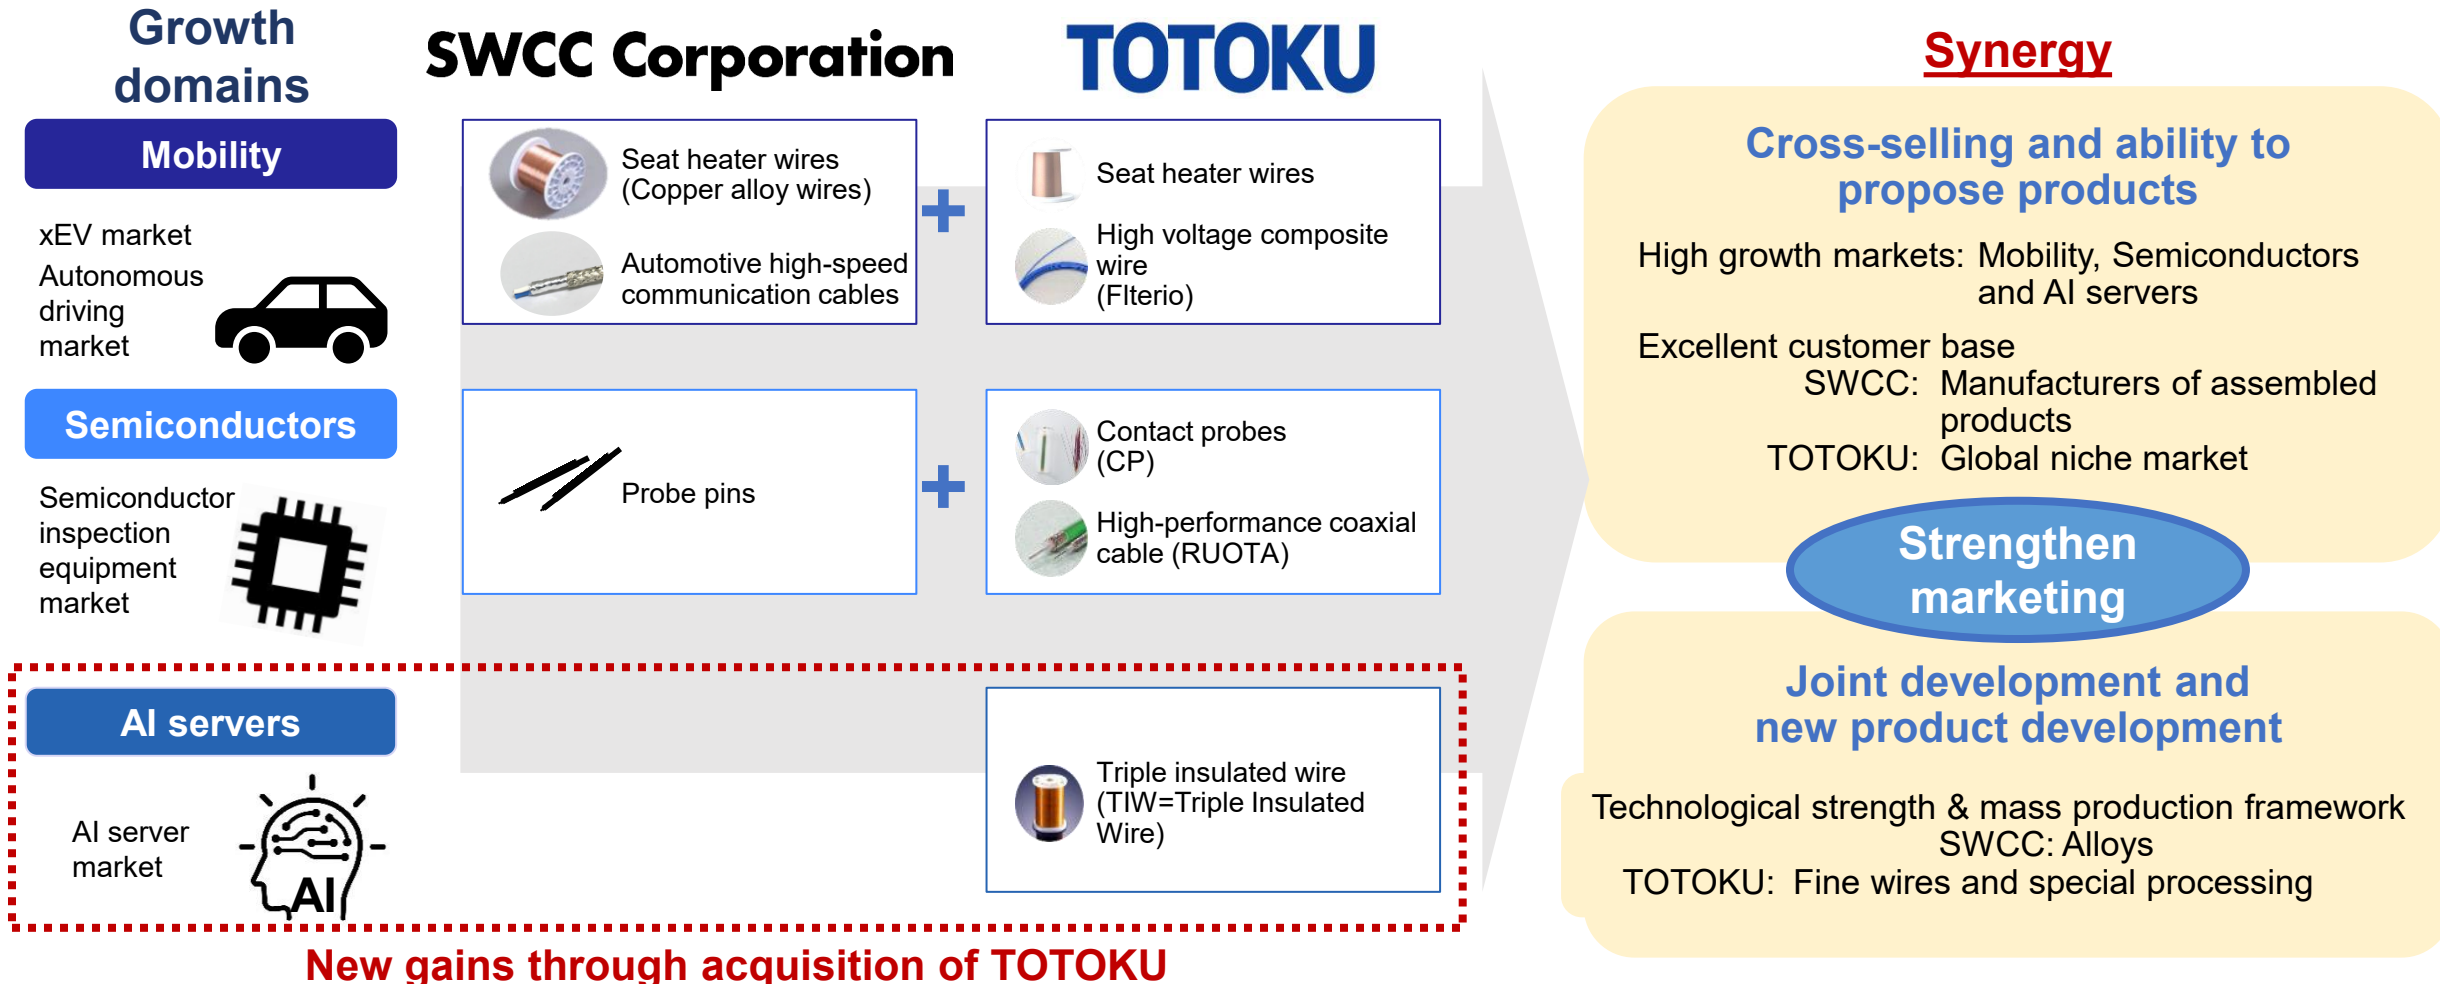 Growth
domains
SWCC Corporation
TOTOKU
Synergy
Mobility
xEV market
Autonomous
driving
market
Seat heater wires
(Copper alloy wires)
Automotive high-speed
communication cables
+
Seat heater wires
High voltage composite
wire
(Flterio)
Semiconductors
Semiconductor
inspection
equipment
market
Probe pins
+
Contact probes
(CP)
High-performance coaxial
cable (RUOTA)
AI servers
AI server
market
AI
Triple insulated wire
(TIW=Triple Insulated
Wire)
New gains through acquisition of TOTOKU
Cross-selling and ability to
propose products
High growth markets: Mobility, Semiconductors
and AI servers
Excellent customer base
SWCC: Manufacturers of assembled
products
TOTOKU: Global niche market
Strengthen
marketing
Joint development and
new product development
Technological strength & mass production framework
SWCC: Alloys
TOTOKU: Fine wires and special processing